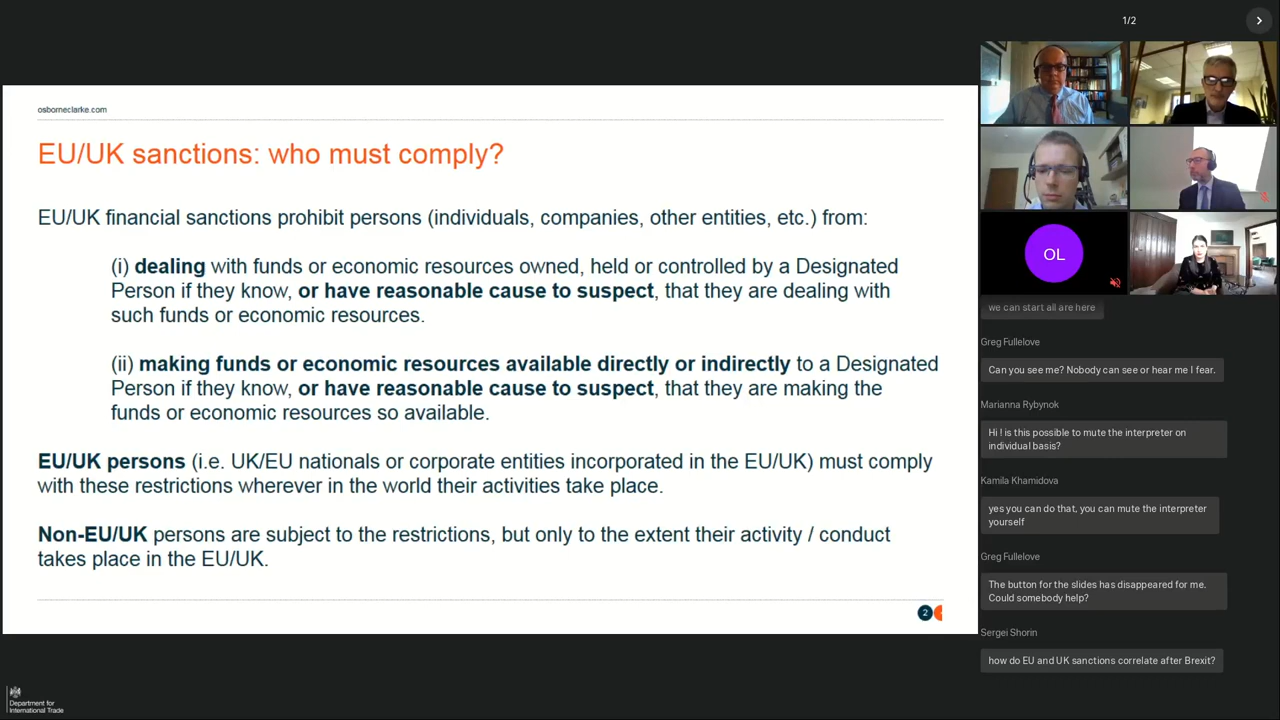 1/2
osborneclarke.com
EU/UK sanctions: who must comply?
EU/UK financial sanctions prohibit persons (individuals, companies, other entities, etc.) from:
(i) dealing with funds or economic resources owned, held or controlled by a Designated
Person if they know, or have reasonable cause to suspect, that they are dealing with
such funds or economic resources.
(ii) making funds or economic resources available directly or indirectly to a Designated
Person if they know, or have reasonable cause to suspect, that they are making the
funds or economic resources so available.
EU/UK persons (i.e. UK/EU nationals or corporate entities incorporated in the EU/UK) must comply
with these restrictions wherever in the world their activities take place.
Non-EU/UK persons are subject to the restrictions, but only to the extent their activity / conduct
takes place in the EU/UK.
2
OL
we can start all are here
Greg Fullelove
Can you see me? Nobody can see or hear me I fear.
Marianna Rybynok
Hi ! is this possible to mute the interpreter on
individual basis?
Kamila Khamidova
yes you can do that, you can mute the interpreter
yourself
Greg Fullelove
The button for the slides has disappeared for me.
Could somebody help?
Sergei Shorin
how do EU and UK sanctions correlate after Brexit?
Department for
International Trade